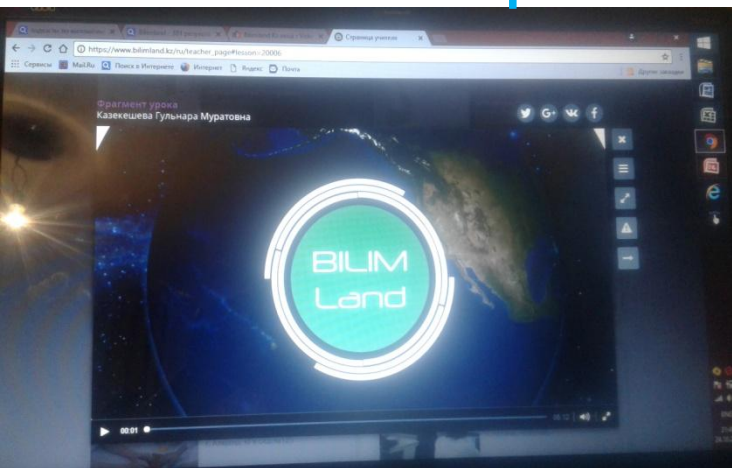 Bilimland
Страница учителя
https://www.bilimland.kz/ru/teacher_page#lesson=20006
Сервисы Mail.Ru Поиск в Интернете Интернет Яндекс Почта
Другие закладки
Фрагмент урока
Казекешева Гульнара Муратовна
BILIM
Land
00:01